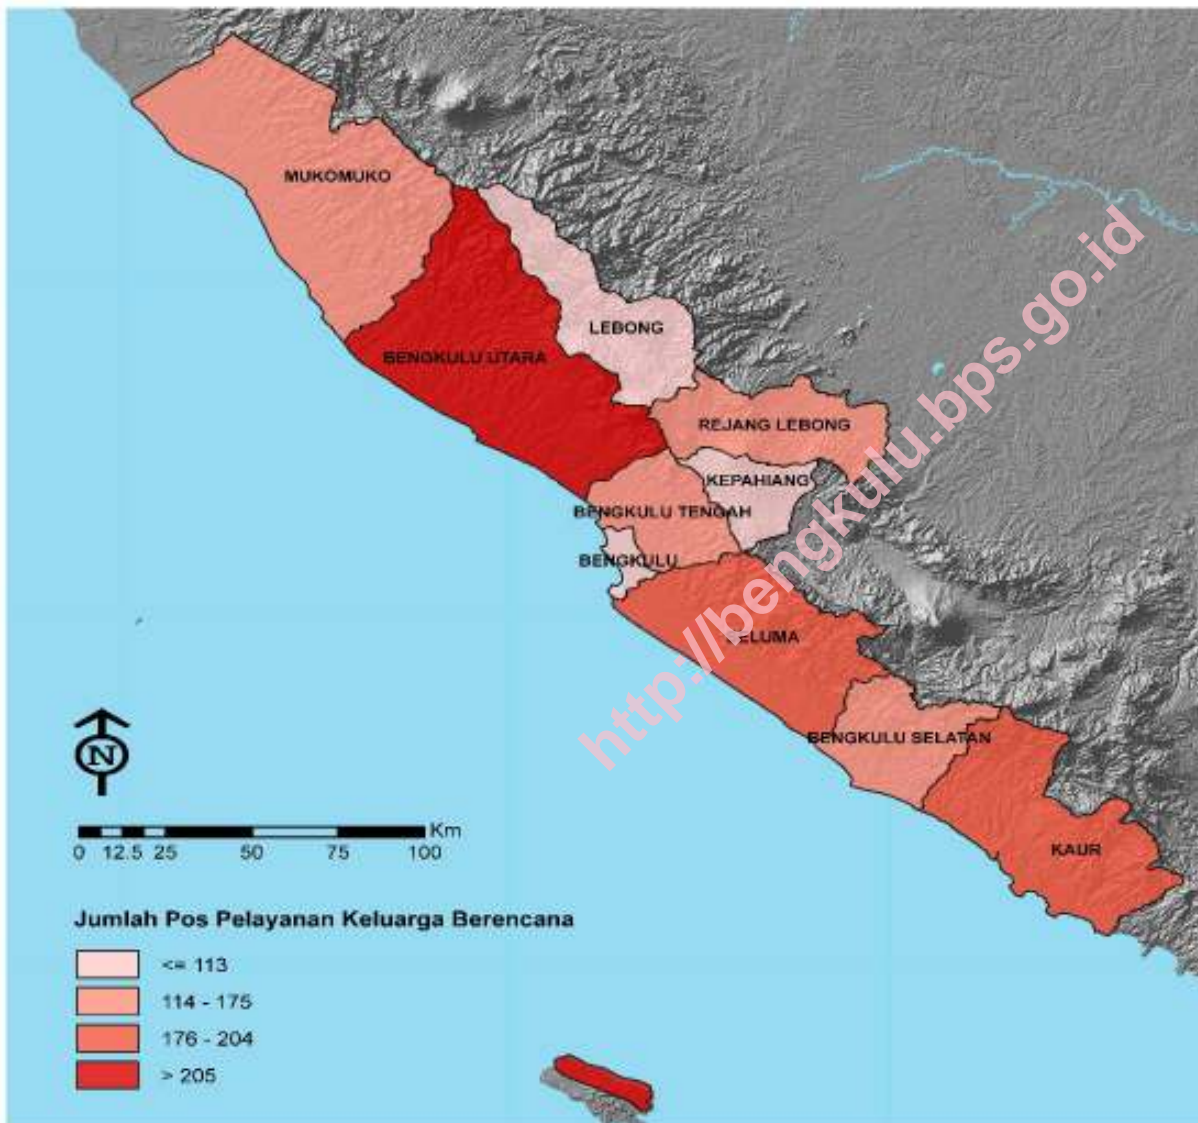 MUKOMUKO
LEBONG
BENGKULU UTARA
REJANG LEBONG
KEPAHIANG
BENGKULU TENGAH
BENGKULU
SELUMA
BENGKULU SELATAN
KAUR
http://bengkulu.bps.go.id
N
Km
0 12.5 25 50 75 100
Jumlah Pos Pelayanan Keluarga Berencana
<= 113
114 - 175
176 - 204
> 205